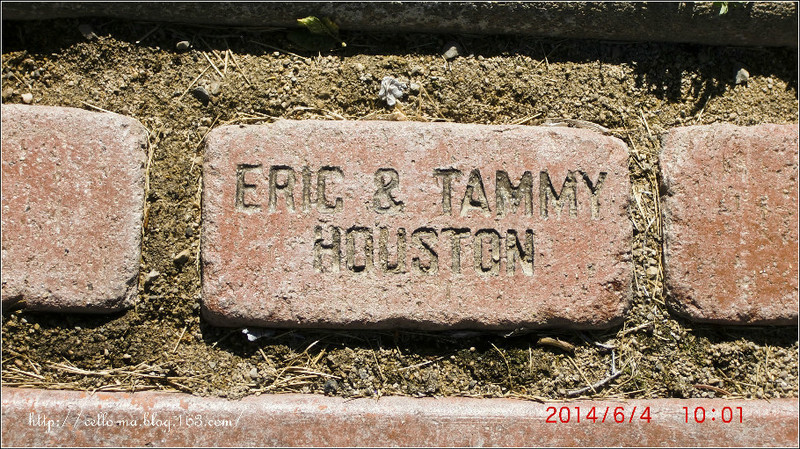 ERIC & TAMMY
HOUSTON
http://cello.ma.blog.163.com/
2014/6/4 10:01